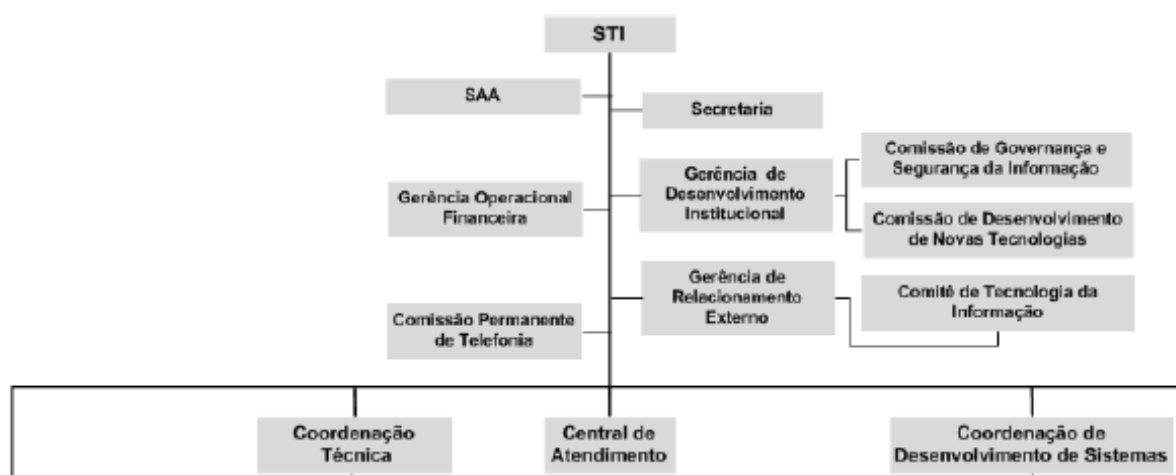 STI
SAA
Secretaria
Comissão de Governança e
Segurança da Informação
Gerência de
Desenvolvimento
Institucional
Gerência Operacional
Financeira
Comissão de Desenvolvimento
de Novas Tecnologias
Gerência de
Relacionamento
Externo
Comitê de Tecnologia da
Informação
Comissão Permanente
de Telefonia
Coordenação
Técnica
Central de
Atendimento
Coordenação de
Desenvolvimento de Sistemas